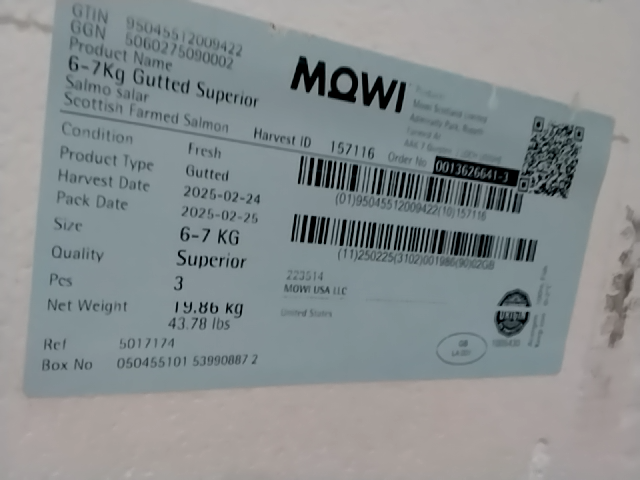 GTIN 95045512009422
GGN 5060275090002
Product Name
6-7Kg Gutted Superior
Salmo salar
Scottish Farmed Salmon
MOWI
Harvest ID 157116 Order No 0013626641-3
Condition Fresh
Product Type Gutted
Harvest Date 2025-02-24
Pack Date 2025-02-25
Size 6-7 KG
Quality Superior
Pcs 3
Net Weight 19.86 kg
43.78 lbs
Ref 5017174
Box No 050455101 53990887 2
(01)95045512009422(10)157116
(11)250225(3102)001986(90)02GB
223514
MOWI USA LLC
United States